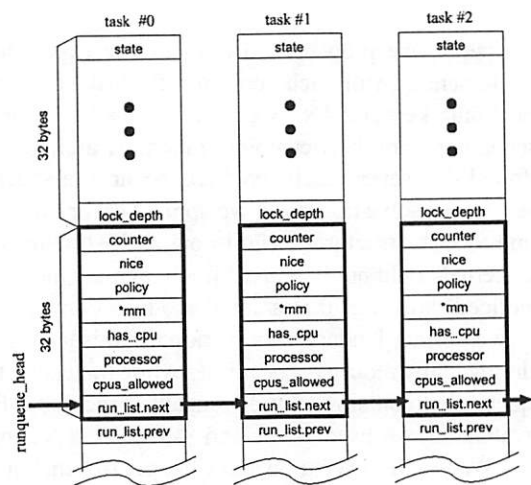 task #0
task #1
task #2
state
state
state
32 bytes
lock_depth
lock_depth
lock_depth
counter
counter
counter
nice
nice
nice
policy
policy
policy
*mm
*mm
*mm
32 bytes
has_cpu
has_cpu
has_cpu
processor
processor
processor
cpus_allowed
cpus_allowed
cpus_allowed
runqueue_head
run_list.next
run_list.next
run_list.next
run_list.prev
run_list.prev
run_list.prev